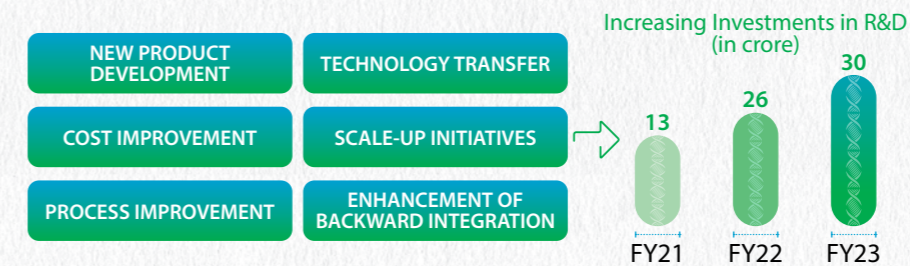 NEW PRODUCT
DEVELOPMENT
TECHNOLOGY TRANSFER
COST IMPROVEMENT
SCALE-UP INITIATIVES
PROCESS IMPROVEMENT
ENHANCEMENT OF
BACKWARD INTEGRATION
Increasing Investments in R&D
(in crore)
13
26
30
FY21
FY22
FY23